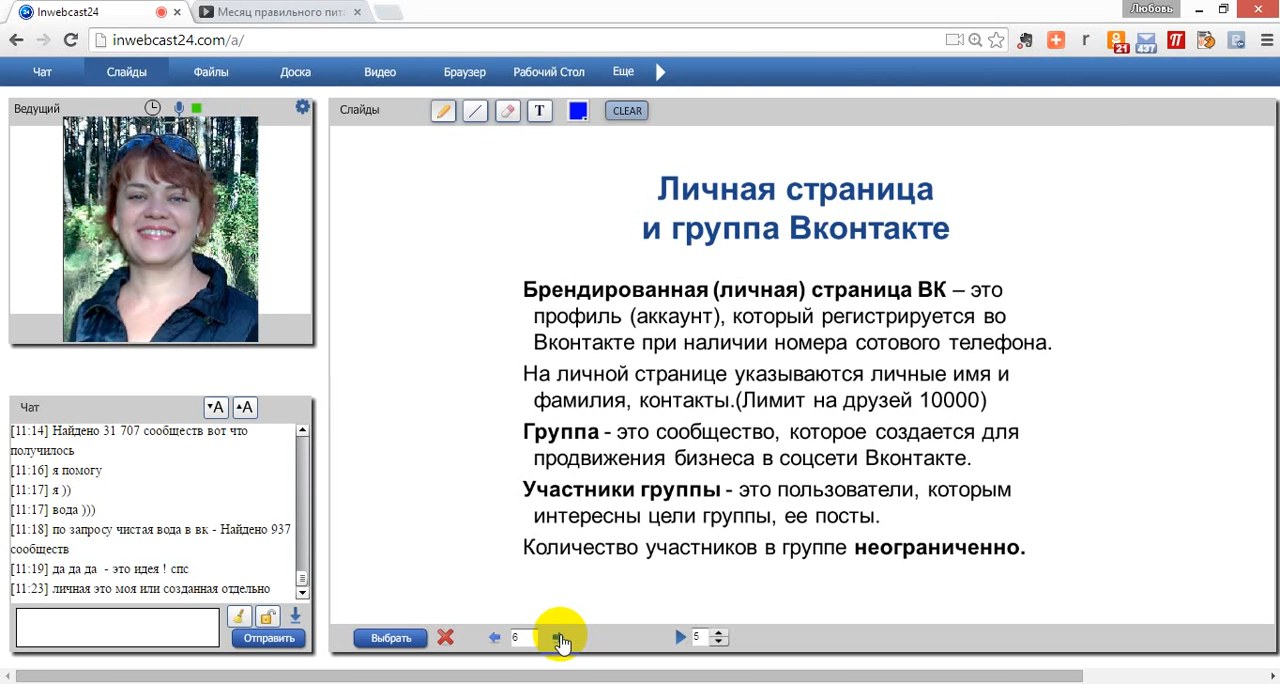 Inwebcast24
Месяц правильного пита
Любовь
inwebcast24.com/a/
21
437
Чат
Слайды
Файлы
Доска
Видео
Браузер
Рабочий Стол
Еще
Ведущий
Слайды
T
CLEAR
Личная страница
и группа Вконтакте
Брендированная (личная) страница ВК – это
профиль (аккаунт), который регистрируется во
Вконтакте при наличии номера сотового телефона.
На личной странице указываются личные имя и
фамилия, контакты.(Лимит на друзей 10000)
Группа - это сообщество, которое создается для
продвижения бизнеса в соцсети Вконтакте.
Участники группы - это пользователи, которым
интересны цели группы, ее посты.
Количество участников в группе неограниченно.
Чат
▾A
▴A
[11:14] Найдено 31 707 сообществ вот что
получилось
[11:16] я помогу
[11:17] я ))
[11:17] вода )))
[11:18] по запросу чистая вода в вк - Найдено 937
сообществ
[11:19] да да да - это идея ! спс
[11:23] личная это моя или созданная отдельно
Отправить
Выбрать
6
5